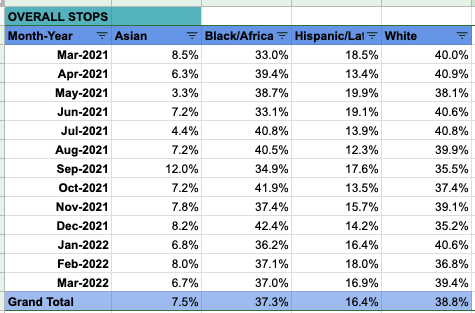 OVERALL STOPS
Month-Year Asian Black/Africa Hispanic/Lat White
Mar-2021 8.5% 33.0% 18.5% 40.0%
Apr-2021 6.3% 39.4% 13.4% 40.9%
May-2021 3.3% 38.7% 19.9% 38.1%
Jun-2021 7.2% 33.1% 19.1% 40.6%
Jul-2021 4.4% 40.8% 13.9% 40.8%
Aug-2021 7.2% 40.5% 12.3% 39.9%
Sep-2021 12.0% 34.9% 17.6% 35.5%
Oct-2021 7.2% 41.9% 13.5% 37.4%
Nov-2021 7.8% 37.4% 15.7% 39.1%
Dec-2021 8.2% 42.4% 14.2% 35.2%
Jan-2022 6.8% 36.2% 16.4% 40.6%
Feb-2022 8.0% 37.1% 18.0% 36.8%
Mar-2022 6.7% 37.0% 16.9% 39.4%
Grand Total 7.5% 37.3% 16.4% 38.8%